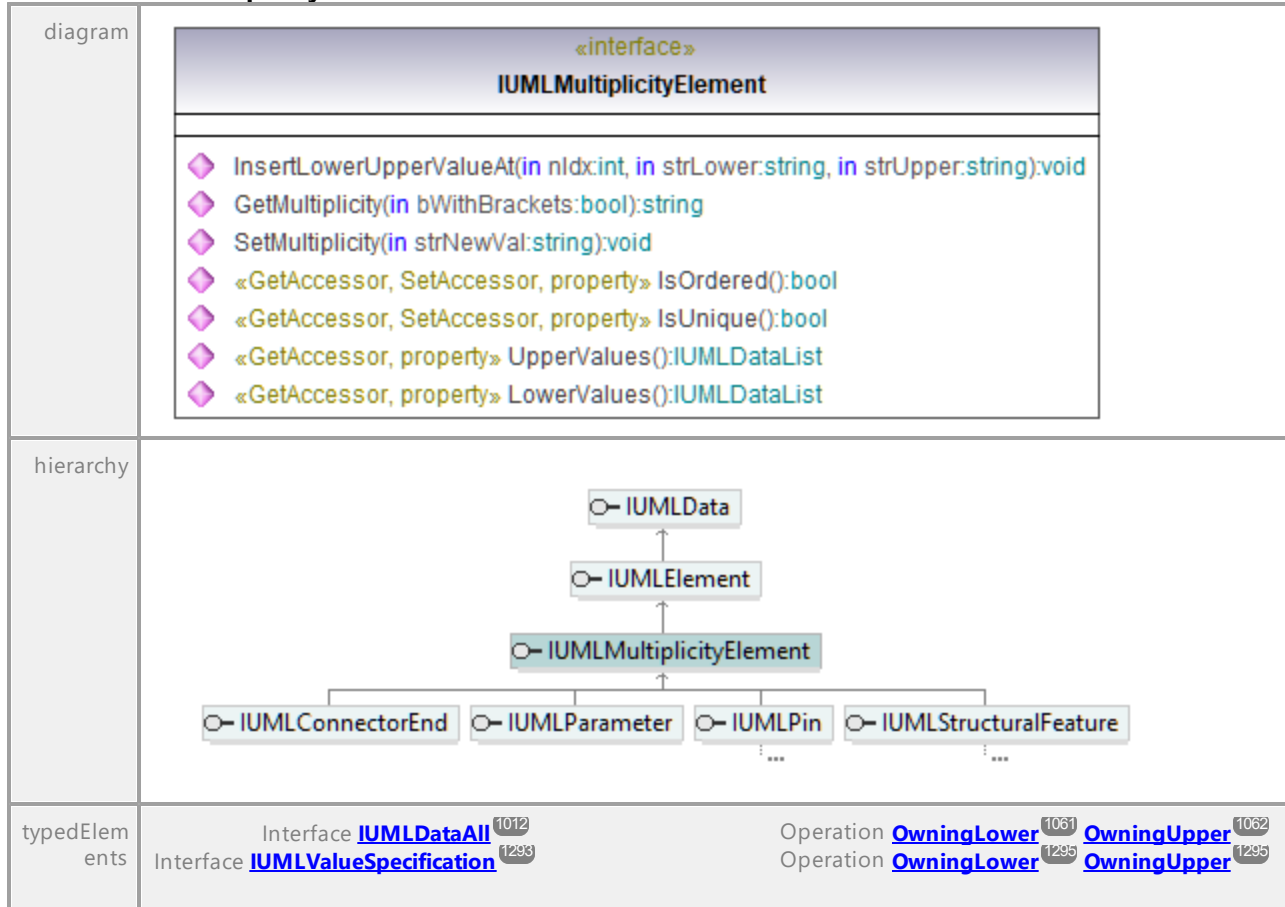 diagram
«interface»
IUMLMultiplicityElement
InsertLowerUpperValueAt(in nIdx:int, in strLower:string, in strUpper:string):void
GetMultiplicity(in bWithBrackets:bool):string
SetMultiplicity(in strNewVal:string):void
«GetAccessor, SetAccessor, property» IsOrdered():bool
«GetAccessor, SetAccessor, property» IsUnique():bool
«GetAccessor, property» UpperValues():IUMLDataList
«GetAccessor, property» LowerValues():IUMLDataList
hierarchy
IUMLData
IUMLElement
IUMLMultiplicityElement
IUMLConnectorEnd IUMLParameter IUMLPin IUMLStructuralFeature
... ...
typedElem
ents
Interface IUMLDataAll 1012 Operation OwningLower 1061 OwningUpper 1062
Interface IUMLValueSpecification 1293 Operation OwningLower 1295 OwningUpper 1295